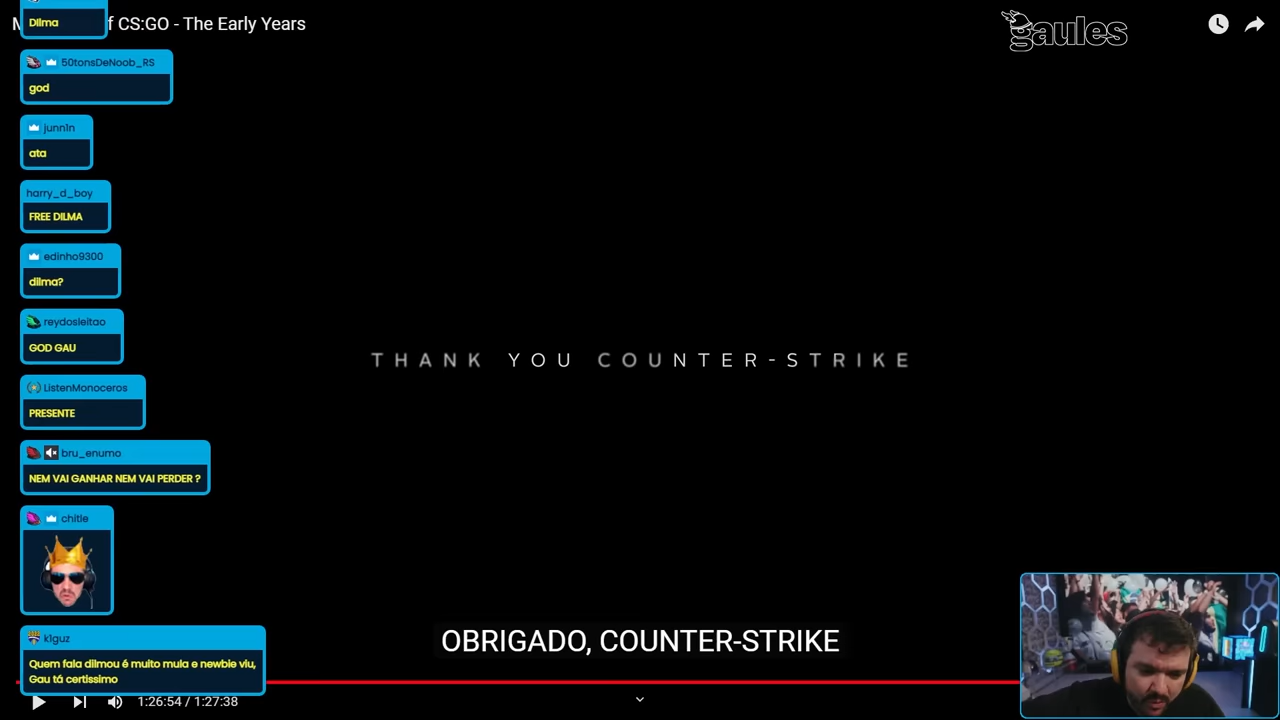 f CS:GO - The Early Years
gaules
Dilma
50tonsDeNoob_RS
god
junn1n
ata
harry_d_boy
FREE DILMA
edinho9300
dilma?
reydosleitao
GOD GAU
THANK YOU COUNTER-STRIKE
ListenMonoceros
PRESENTE
bru_enumo
NEM VAI GANHAR NEM VAI PERDER ?
chitle
k1guz
Quem fala dilmou é muito mula e newbie viu,
Gau tá certissimo
OBRIGADO, COUNTER-STRIKE
1:26:54 / 1:27:38